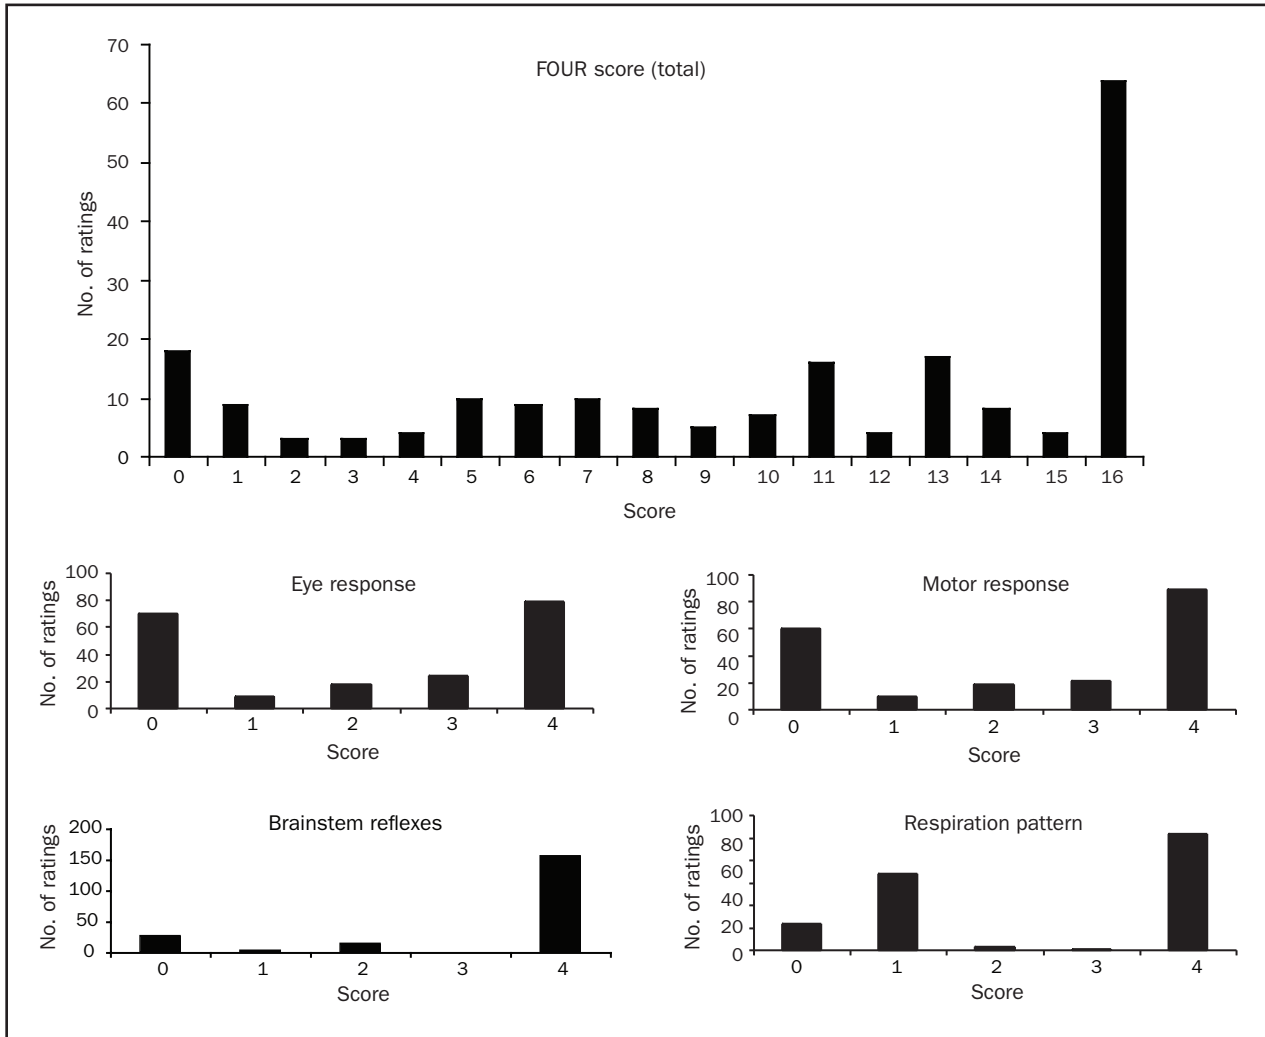 FOUR score (total)
No. of ratings
70
60
50
40
30
20
10
0
0 1 2 3 4 5 6 7 8 9 10 11 12 13 14 15 16
Score
Eye response
No. of ratings
100
80
60
40
20
0
0 1 2 3 4
Score
Motor response
No. of ratings
100
80
60
40
20
0
0 1 2 3 4
Score
Brainstem reflexes
No. of ratings
200
150
100
50
0
0 1 2 3 4
Score
Respiration pattern
No. of ratings
100
80
60
40
20
0
0 1 2 3 4
Score